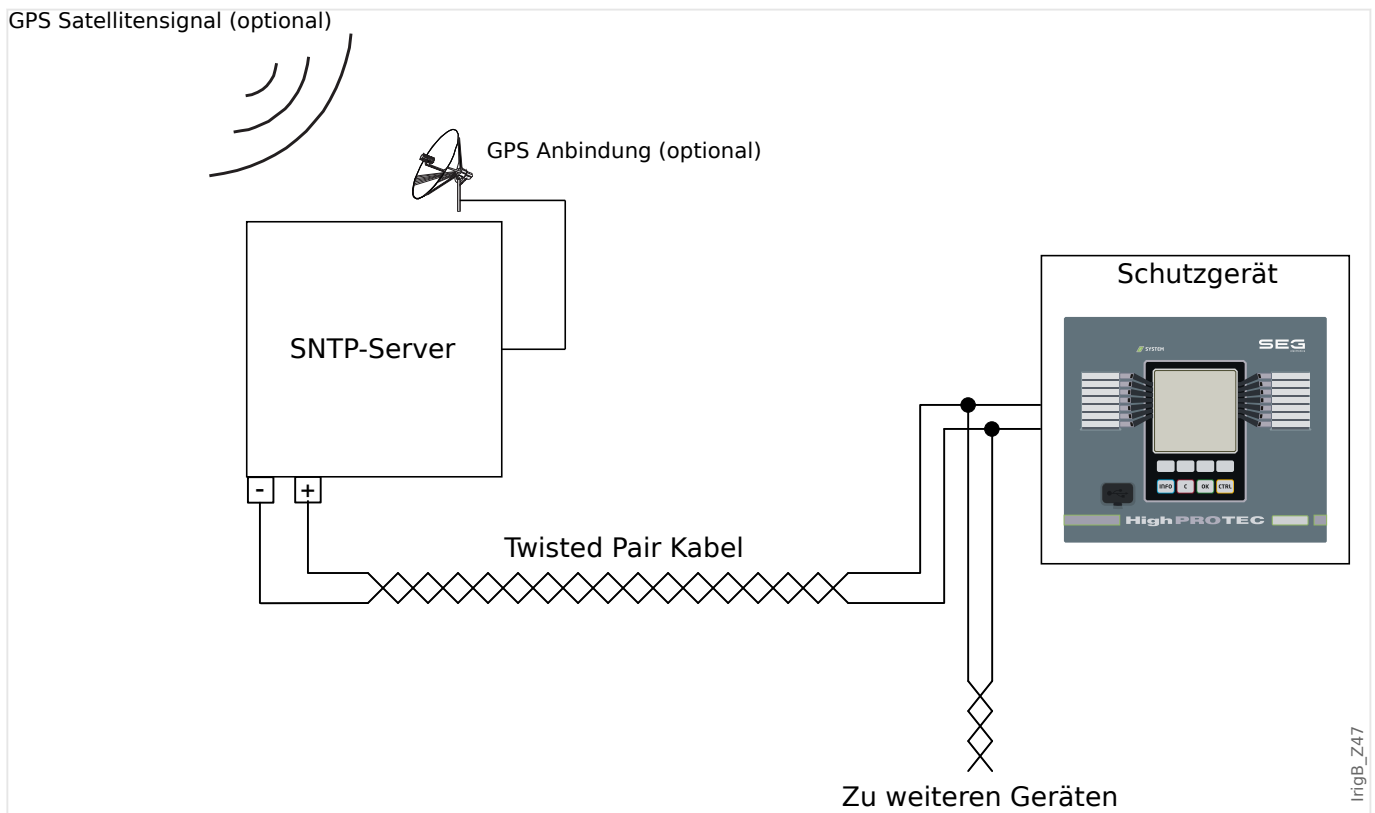 GPS Satellitensignal (optional)
GPS Anbindung (optional)
SNTP-Server
- +
Twisted Pair Kabel
Schutzgerät
SYSTEM
SEG
INFO C OK CTRL
HighPROTEC
Zu weiteren Geräten
IrigB_Z47